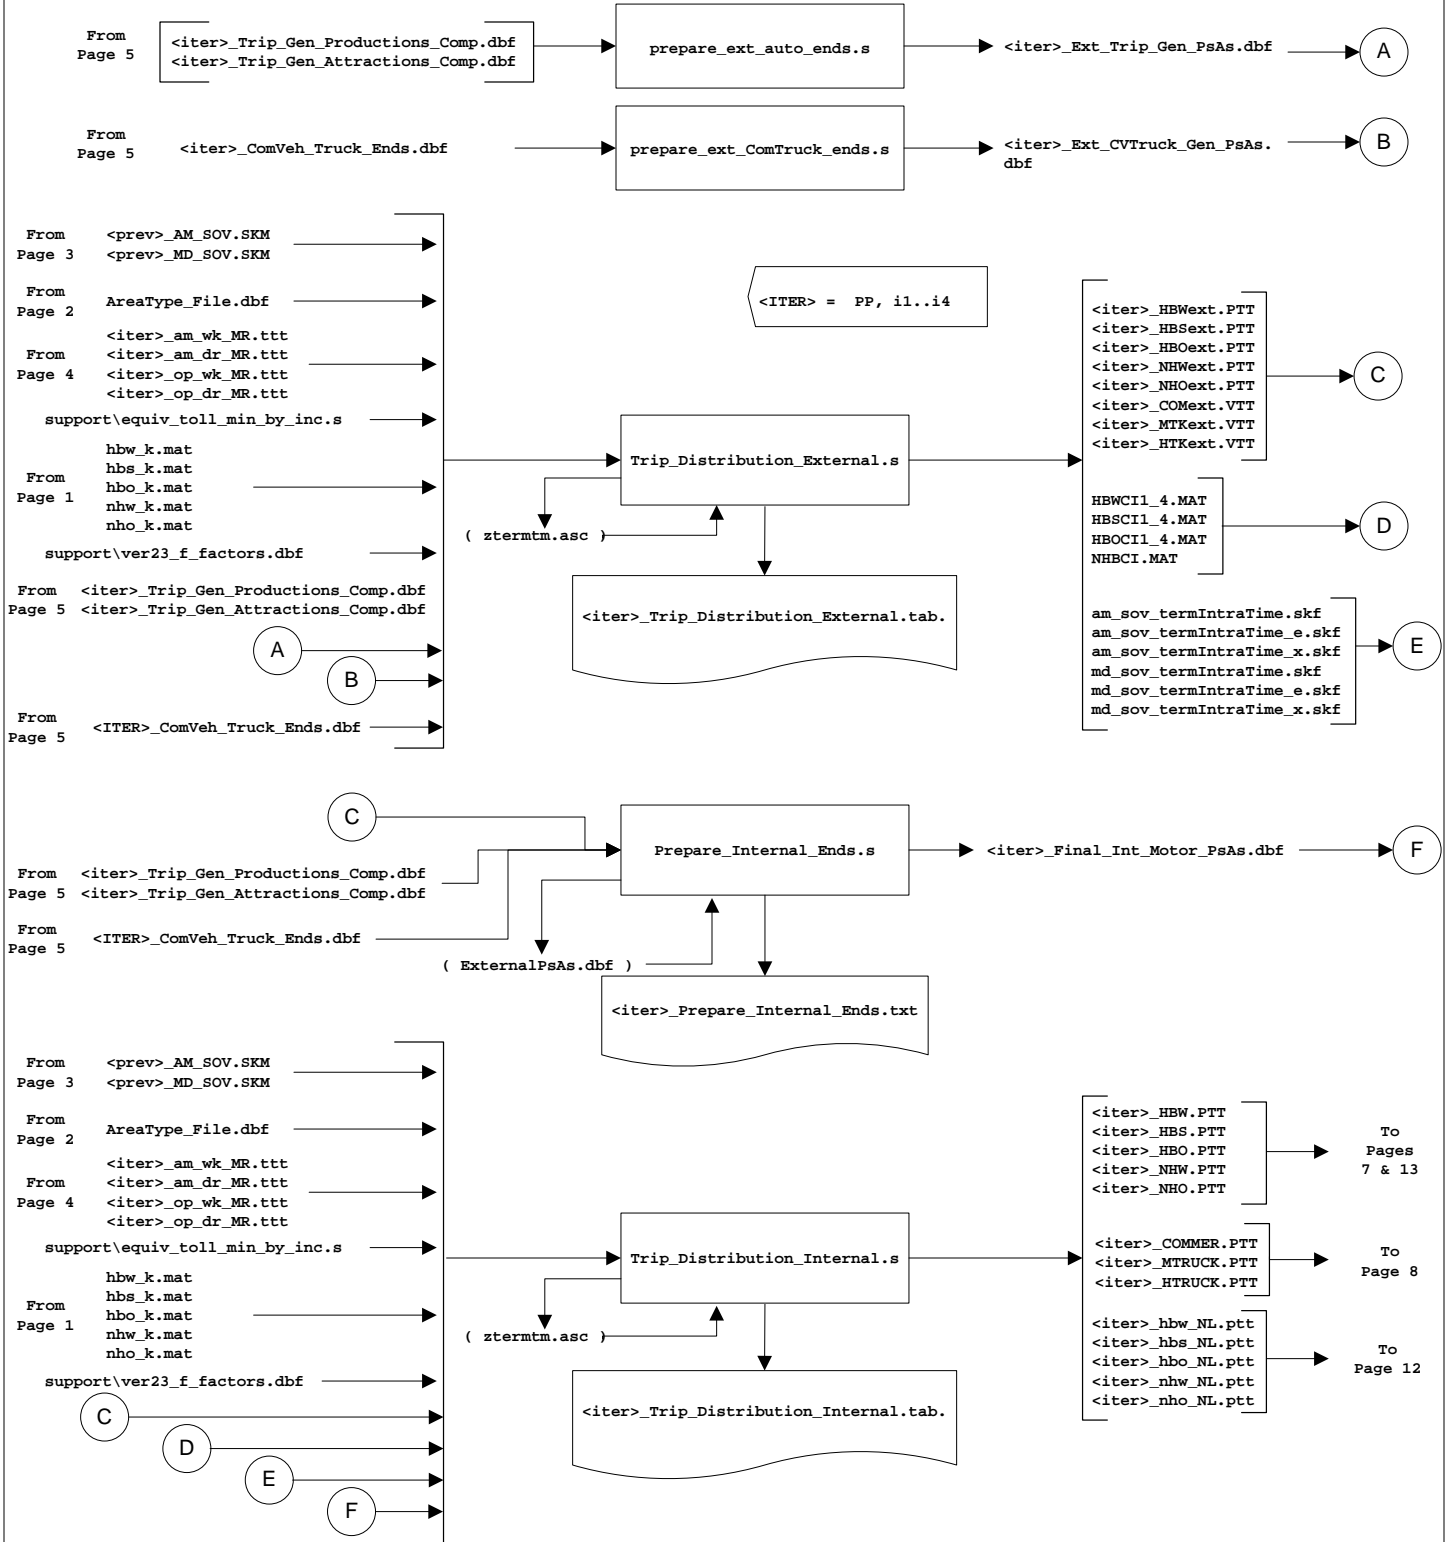 From
Page 5
<iter>_Trip_Gen_Productions_Comp.dbf
<iter>_Trip_Gen_Attractions_Comp.dbf
prepare_ext_auto_ends.s
<iter>_Ext_Trip_Gen_PsAs.dbf
A
From
Page 5
<iter>_ComVeh_Truck_Ends.dbf
prepare_ext_ComTruck_ends.s
<iter>_Ext_CVTruck_Gen_PsAs.
dbf
B
From
Page 3
<prev>_AM_SOV.SKM
<prev>_MD_SOV.SKM
From
Page 2
AreaType_File.dbf
From
Page 4
<iter>_am_wk_MR.ttt
<iter>_am_dr_MR.ttt
<iter>_op_wk_MR.ttt
<iter>_op_dr_MR.ttt
support\equiv_toll_min_by_inc.s
From
Page 1
hbw_k.mat
hbs_k.mat
hbo_k.mat
nhw_k.mat
nho_k.mat
support\ver23_f_factors.dbf
From
Page 5
<iter>_Trip_Gen_Productions_Comp.dbf
<iter>_Trip_Gen_Attractions_Comp.dbf
A
B
From
Page 5
<ITER>_ComVeh_Truck_Ends.dbf
<ITER> =  PP, i1..i4
Trip_Distribution_External.s
( ztermtm.asc )
<iter>_Trip_Distribution_External.tab.
<iter>_HBWext.PTT
<iter>_HBSext.PTT
<iter>_HBOext.PTT
<iter>_NHWext.PTT
<iter>_NHOext.PTT
<iter>_COMext.VTT
<iter>_MTKext.VTT
<iter>_HTKext.VTT
C
HBWCI1_4.MAT
HBSCI1_4.MAT
HBOCI1_4.MAT
NHBCI.MAT
D
am_sov_termIntraTime.skf
am_sov_termIntraTime_e.skf
am_sov_termIntraTime_x.skf
md_sov_termIntraTime.skf
md_sov_termIntraTime_e.skf
md_sov_termIntraTime_x.skf
E
C
From
Page 5
<iter>_Trip_Gen_Productions_Comp.dbf
<iter>_Trip_Gen_Attractions_Comp.dbf
From
Page 5
<ITER>_ComVeh_Truck_Ends.dbf
Prepare_Internal_Ends.s
( ExternalPsAs.dbf )
<iter>_Prepare_Internal_Ends.txt
<iter>_Final_Int_Motor_PsAs.dbf
F
From
Page 3
<prev>_AM_SOV.SKM
<prev>_MD_SOV.SKM
From
Page 2
AreaType_File.dbf
From
Page 4
<iter>_am_wk_MR.ttt
<iter>_am_dr_MR.ttt
<iter>_op_wk_MR.ttt
<iter>_op_dr_MR.ttt
support\equiv_toll_min_by_inc.s
From
Page 1
hbw_k.mat
hbs_k.mat
hbo_k.mat
nhw_k.mat
nho_k.mat
support\ver23_f_factors.dbf
C
D
E
F
Trip_Distribution_Internal.s
( ztermtm.asc )
<iter>_Trip_Distribution_Internal.tab.
<iter>_HBW.PTT
<iter>_HBS.PTT
<iter>_HBO.PTT
<iter>_NHW.PTT
<iter>_NHO.PTT
To
Pages
7 & 13
<iter>_COMMER.PTT
<iter>_MTRUCK.PTT
<iter>_HTRUCK.PTT
To
Page 8
<iter>_hbw_NL.ptt
<iter>_hbs_NL.ptt
<iter>_hbo_NL.ptt
<iter>_nhw_NL.ptt
<iter>_nho_NL.ptt
To
Page 12